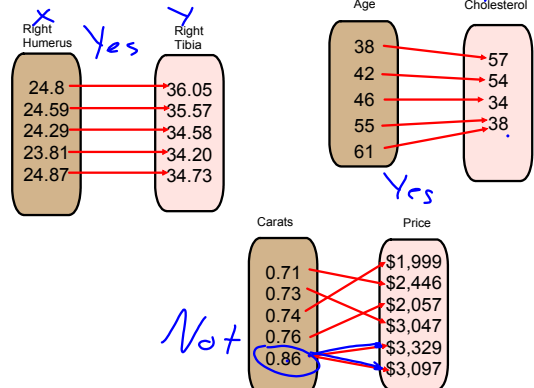 X
Y
Right
Humerus
Yes
Right
Tibia
24.8
24.59
24.29
23.81
24.87
36.05
35.57
34.58
34.20
34.73
Age
Cholesterol
38
42
46
55
61
57
54
34
38
Yes
Carats
Price
0.71
0.73
0.74
0.76
0.86
$1,999
$2,446
$2,057
$3,047
$3,329
$3,097
Not